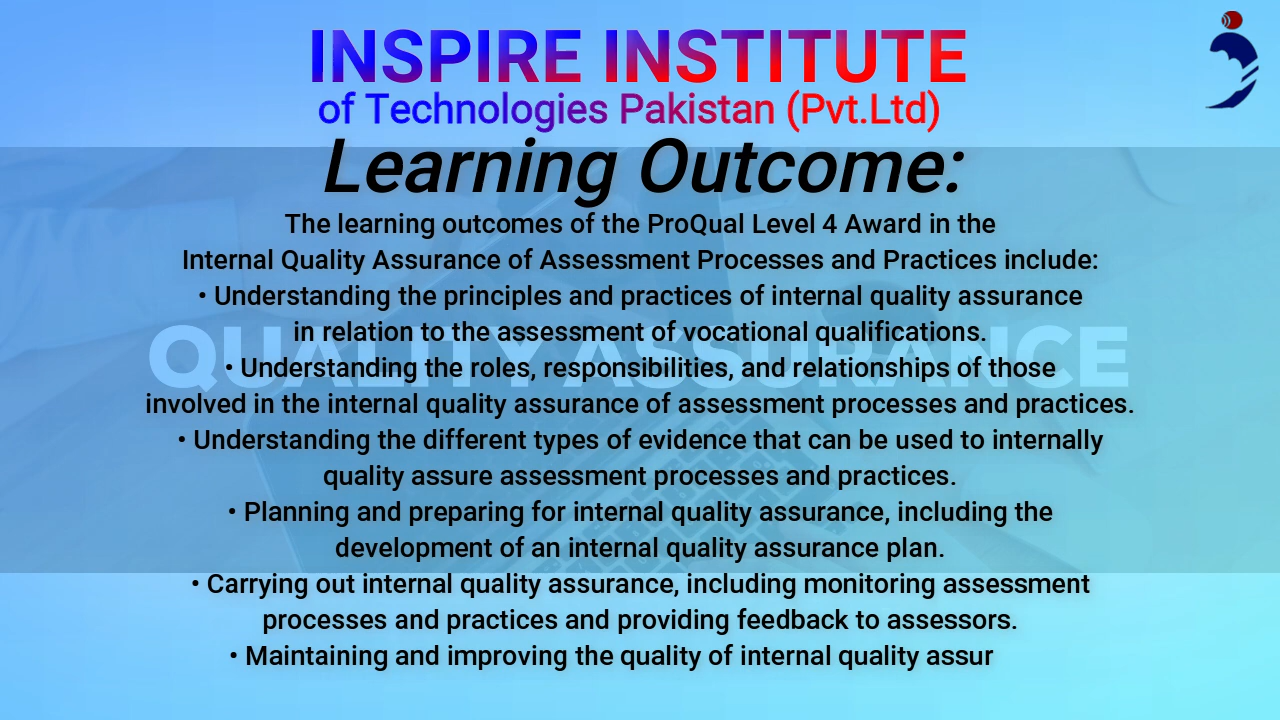 INSPIRE INSTITUTE
of Technologies Pakistan (Pvt.Ltd)
Learning Outcome:
The learning outcomes of the ProQual Level 4 Award in the
Internal Quality Assurance of Assessment Processes and Practices include:
• Understanding the principles and practices of internal quality assurance
in relation to the assessment of vocational qualifications.
QUALITY ASSURANCE
• Understanding the roles, responsibilities, and relationships of those
involved in the internal quality assurance of assessment processes and practices.
• Understanding the different types of evidence that can be used to internally
quality assure assessment processes and practices.
• Planning and preparing for internal quality assurance, including the
development of an internal quality assurance plan.
• Carrying out internal quality assurance, including monitoring assessment
processes and practices and providing feedback to assessors.
• Maintaining and improving the quality of internal quality assur